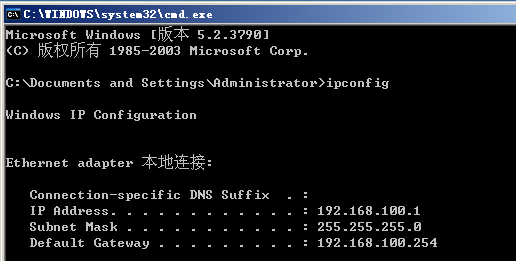 C:\WINDOWS\system32\cmd.exe
Microsoft Windows [版本 5.2.3790]
(C) 版权所有 1985-2003 Microsoft Corp.
C:\Documents and Settings\Administrator>ipconfig
Windows IP Configuration
Ethernet adapter 本地连接:
Connection-specific DNS Suffix  . :
IP Address. . . . . . . . . . . . : 192.168.100.1
Subnet Mask . . . . . . . . . . . : 255.255.255.0
Default Gateway . . . . . . . . . : 192.168.100.254